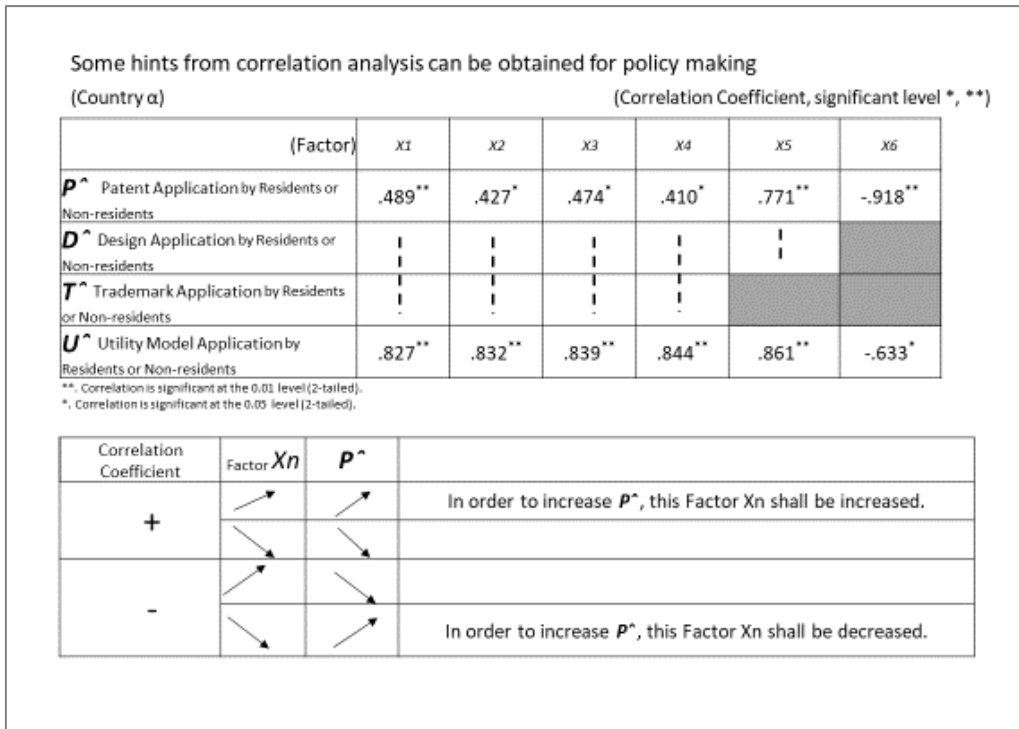 Some hints from correlation analysis can be obtained for policy making
(Country α) (Correlation Coefficient, significant level *, **)
(Factor) X1 X2 X3 X4 X5 X6
P^ Patent Application by Residents or
Non-residents
.489** .427* .474* .410* .771** -.918**
D^ Design Application by Residents or
Non-residents
T^ Trademark Application by Residents
or Non-residents
U^ Utility Model Application by
Residents or Non-residents
.827** .832** .839** .844** .861** -.633*
**. Correlation is significant at the 0.01 level (2-tailed).
*. Correlation is significant at the 0.05 level (2-tailed).
Correlation
Coefficient
Factor Xn P^
+
In order to increase P^, this Factor Xn shall be increased.
-
In order to increase P^, this Factor Xn shall be decreased.